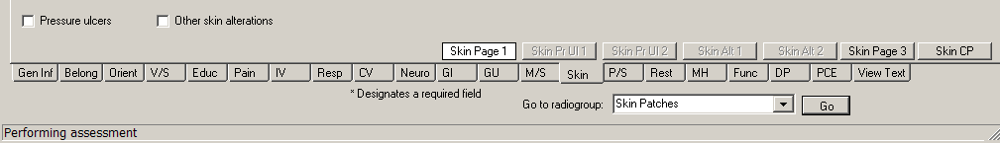 Pressure ulcers Other skin alterations
Skin Page 1 Skin Pr Ul 1 Skin Pr Ul 2 Skin Alt 1 Skin Alt 2 Skin Page 3 Skin CP
Gen Inf Belong Orient V/S Educ Pain IV Resp CV Neuro GI GU M/S Skin P/S Rest MH Func DP PCE View Text
* Designates a required field
Go to radiogroup: Skin Patches Go
Performing assessment